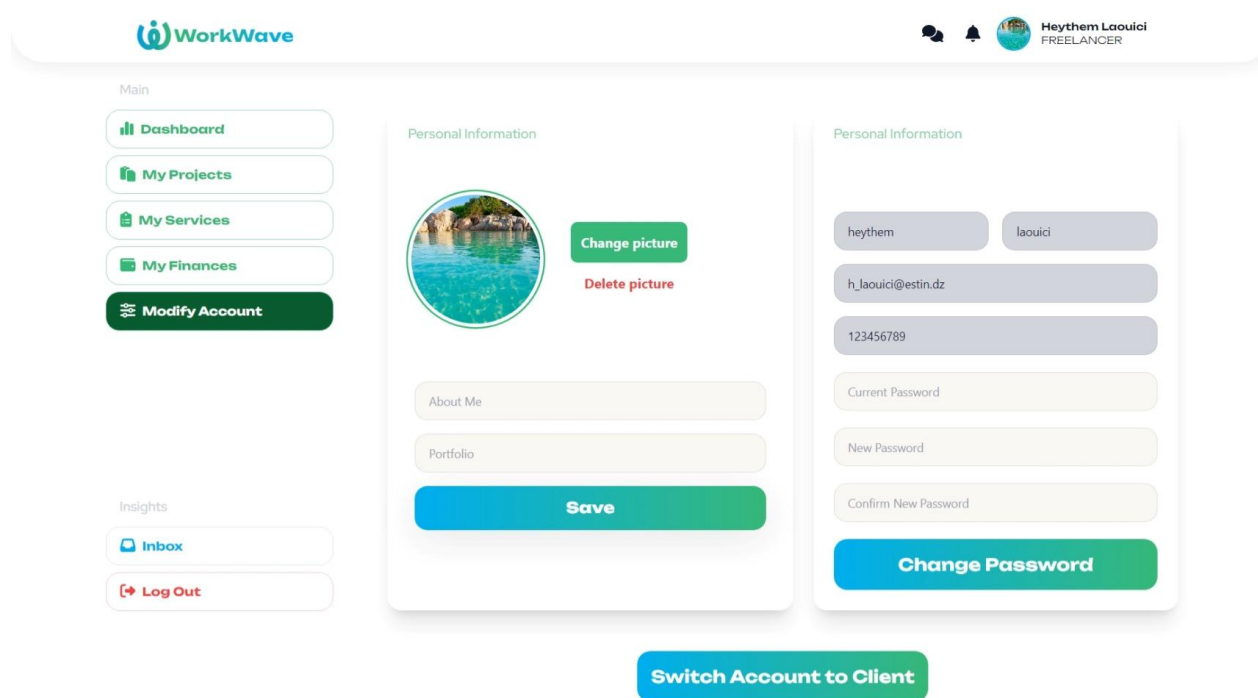 WorkWave
Heythem Laouici
FREELANCER
Main
Dashboard
My Projects
My Services
My Finances
Modify Account
Insights
Inbox
Log Out
Personal Information
Change picture
Delete picture
About Me
Portfolio
Save
Personal Information
heythem laouici
h_laouici@estin.dz
123456789
Current Password
New Password
Confirm New Password
Change Password
Switch Account to Client